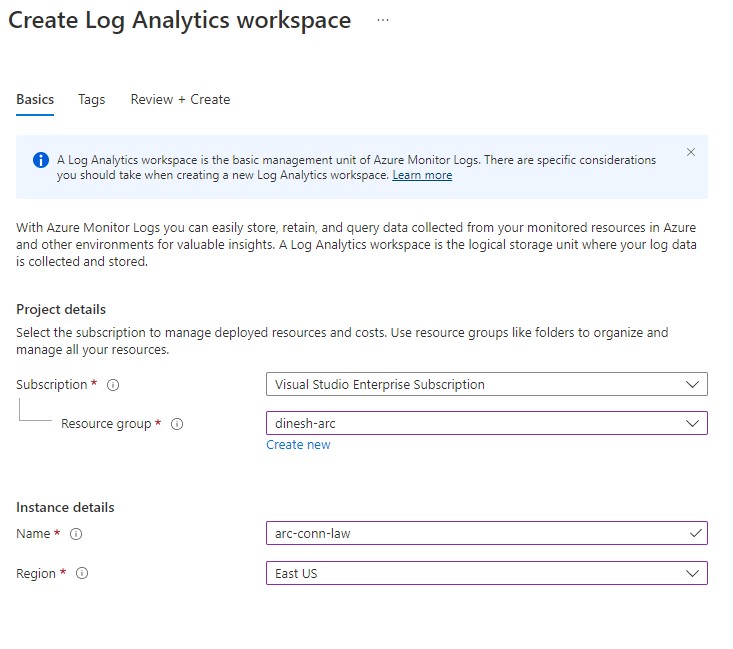 Create Log Analytics workspace ...
Basics Tags Review + Create
A Log Analytics workspace is the basic management unit of Azure Monitor Logs. There are specific considerations
you should take when creating a new Log Analytics workspace. Learn more
With Azure Monitor Logs you can easily store, retain, and query data collected from your monitored resources in Azure
and other environments for valuable insights. A Log Analytics workspace is the logical storage unit where your log data
is collected and stored.
Project details
Select the subscription to manage deployed resources and costs. Use resource groups like folders to organize and
manage all your resources.
Subscription * Visual Studio Enterprise Subscription
Resource group * dinesh-arc
Create new
Instance details
Name * arc-conn-law
Region * East US